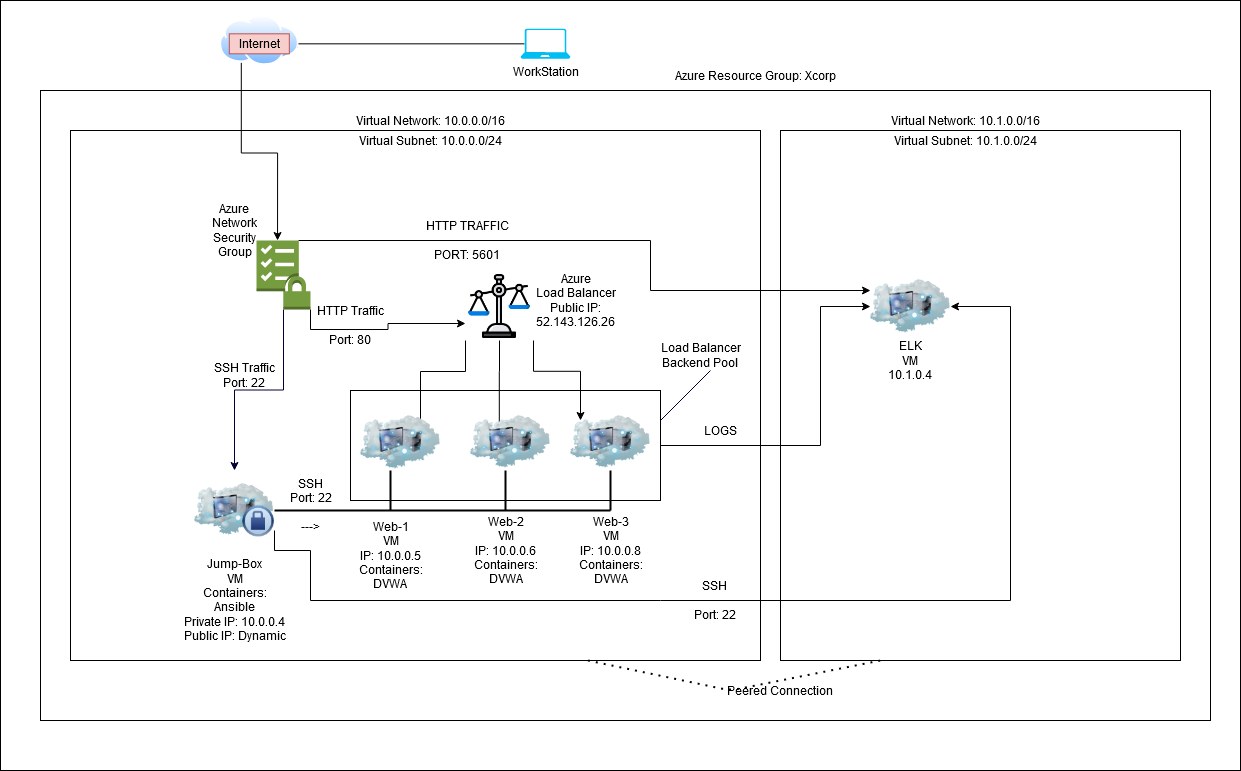 Internet
WorkStation
Azure Resource Group: Xcorp
Virtual Network: 10.0.0.0/16
Virtual Subnet: 10.0.0.0/24
Virtual Network: 10.1.0.0/16
Virtual Subnet: 10.1.0.0/24
Azure
Network
Security
Group
HTTP TRAFFIC
PORT: 5601
Azure
Load Balancer
Public IP:
52.143.126.26
HTTP Traffic
Port: 80
SSH Traffic
Port: 22
Load Balancer
Backend Pool
ELK
VM
10.1.0.4
LOGS
SSH
Port: 22
--->
Web-1
VM
IP: 10.0.0.5
Containers:
DVWA
Web-2
VM
IP: 10.0.0.6
Containers:
DVWA
Web-3
VM
IP: 10.0.0.8
Containers:
DVWA
Jump-Box
VM
Containers:
Ansible
Private IP: 10.0.0.4
Public IP: Dynamic
SSH
Port: 22
Peered Connection